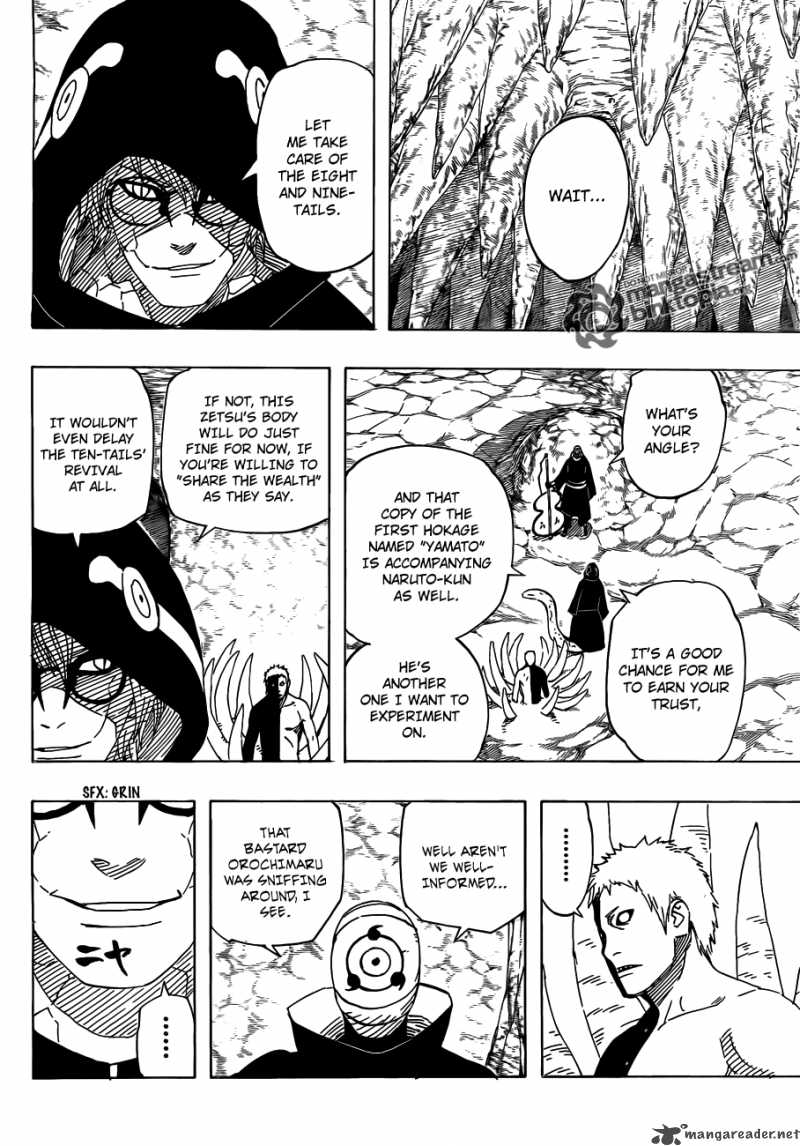 WAIT...
LET
ME TAKE
CARE OF
THE EIGHT
AND NINE-
TAILS.
mangastream.com
binktopia
WHAT'S
YOUR
ANGLE?
IT'S A GOOD
CHANCE FOR ME
TO EARN YOUR
TRUST,
AND THAT
COPY OF THE
FIRST HOKAGE
NAMED "YAMATO"
IS ACCOMPANYING
NARUTO-KUN
AS WELL.
HE'S
ANOTHER
ONE I WANT TO
EXPERIMENT
ON.
IF NOT, THIS
ZETSU'S BODY
WILL DO JUST
FINE FOR NOW, IF
YOU'RE WILLING TO
"SHARE THE WEALTH"
AS THEY SAY.
IT WOULDN'T
EVEN DELAY
THE TEN-TAILS'
REVIVAL
AT ALL.
.......
WELL AREN'T
WE WELL-
INFORMED...
THAT
BASTARD
OROCHIMARU
WAS SNIFFING
AROUND, I
SEE.
SFX: GRIN
ニヤ
......
mangareader.net